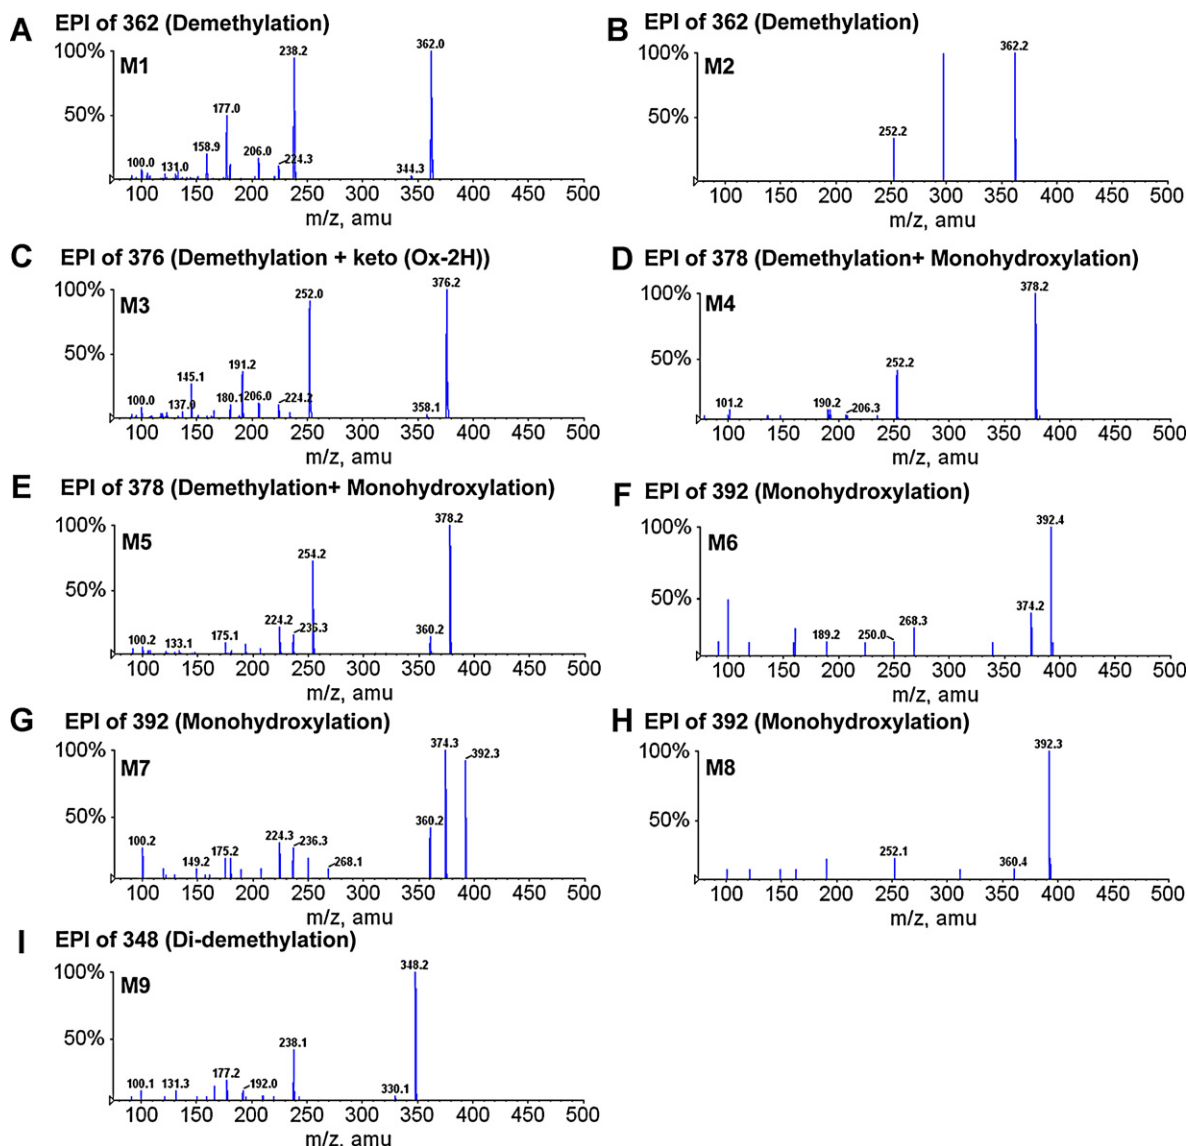 A EPI of 362 (Demethylation)
100%
50%
M1
362.0
238.2
177.0
158.9
206.0
224.3
100.0
131.0
344.3
100 150 200 250 300 350 400 450 500
m/z, amu
B EPI of 362 (Demethylation)
100%
50%
M2
362.2
252.2
100 150 200 250 300 350 400 450 500
m/z, amu
C EPI of 376 (Demethylation + keto (Ox-2H))
100%
50%
M3
376.2
252.0
191.2
145.1
100.0
137.0
180.1
206.0
224.2
358.1
100 150 200 250 300 350 400 450 500
m/z, amu
D EPI of 378 (Demethylation+ Monohydroxylation)
100%
50%
M4
378.2
252.2
101.2
190.2
206.3
100 150 200 250 300 350 400 450 500
m/z, amu
E EPI of 378 (Demethylation+ Monohydroxylation)
100%
50%
M5
378.2
254.2
224.2
236.3
175.1
100.2
133.1
360.2
100 150 200 250 300 350 400 450 500
m/z, amu
F EPI of 392 (Monohydroxylation)
100%
50%
M6
392.4
374.2
189.2
250.0
268.3
100 150 200 250 300 350 400 450 500
m/z, amu
G EPI of 392 (Monohydroxylation)
100%
50%
M7
374.3
392.3
360.2
100.2
149.2
175.2
224.3
236.3
268.1
100 150 200 250 300 350 400 450 500
m/z, amu
H EPI of 392 (Monohydroxylation)
100%
50%
M8
392.3
252.1
360.4
100 150 200 250 300 350 400 450 500
m/z, amu
I EPI of 348 (Di-demethylation)
100%
50%
M9
348.2
238.1
177.2
192.0
100.1
131.3
330.1
100 150 200 250 300 350 400 450 500
m/z, amu